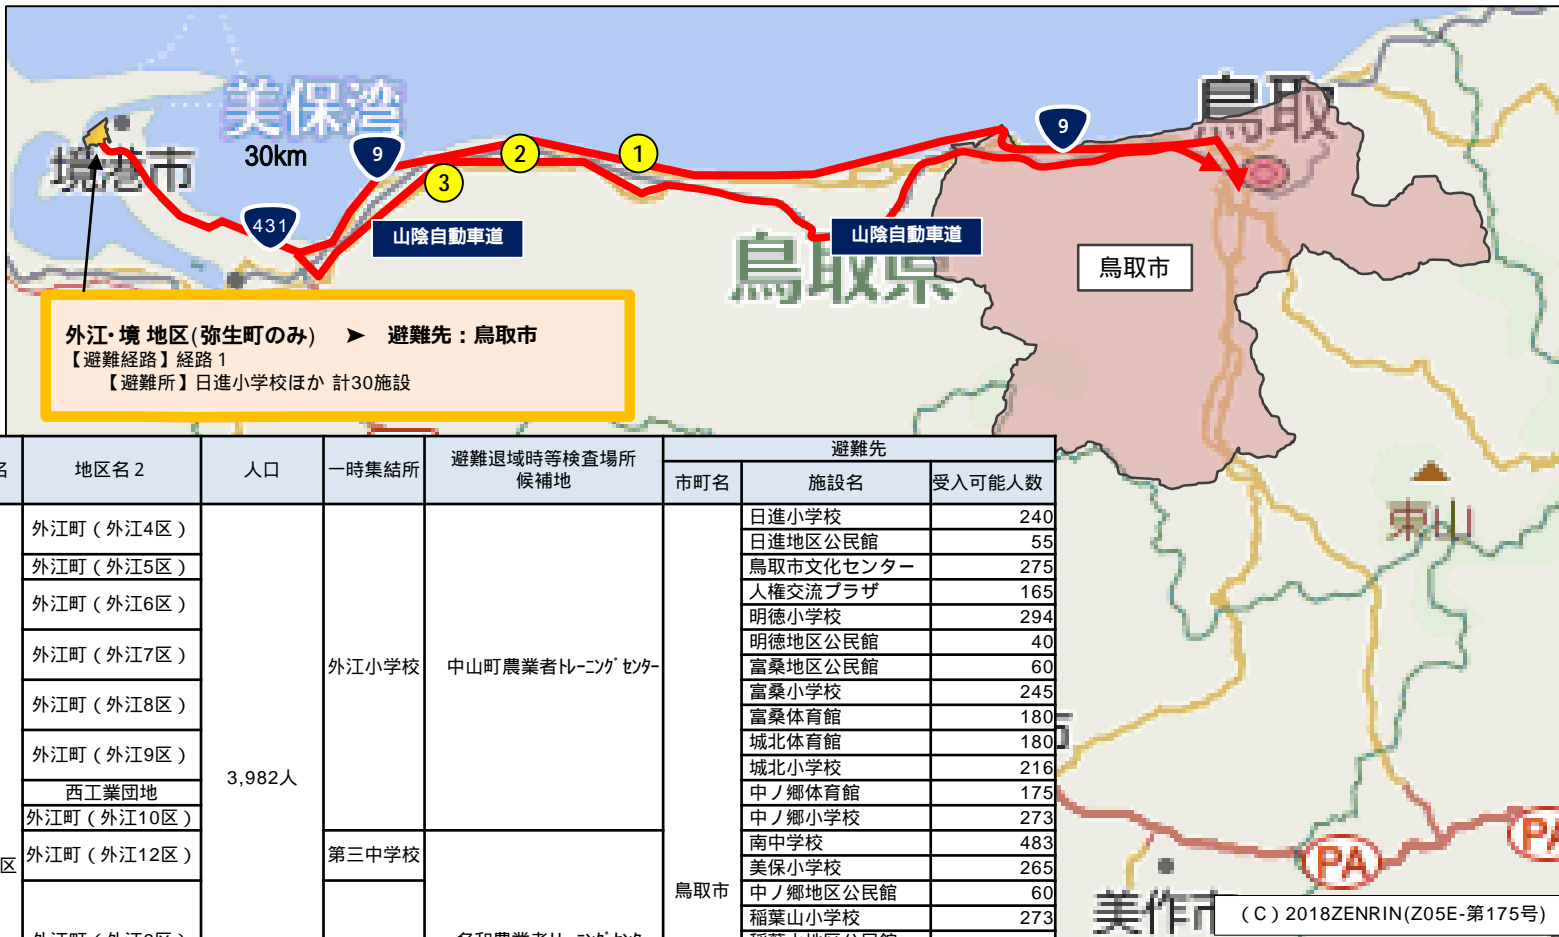 美保湾
鳥取
境港市
30km
9
2
1
9
3
431
山陰自動車道
山陰自動車道
鳥取県
鳥取市
外江・境 地区(弥生町のみ) ➤ 避難先：鳥取市
【避難経路】経路１
【避難所】日進小学校ほか 計30施設
名
地区名２
人口
一時集結所
避難退域時等検査場所
候補地
避難先
市町名
施設名
受入可能人数
外江町（外江4区）
外江町（外江5区）
外江町（外江6区）
外江町（外江7区）
外江町（外江8区）
外江町（外江9区）
西工業団地
外江町（外江10区）
外江町（外江12区）
区
3,982人
外江小学校
第三中学校
中山町農業者ﾄﾚｰﾆﾝｸﾞｾﾝﾀｰ
鳥取市
日進小学校 240
日進地区公民館 55
鳥取市文化センター 275
人権交流プラザ 165
明徳小学校 294
明徳地区公民館 40
富桑地区公民館 60
富桑小学校 245
富桑体育館 180
城北体育館 180
城北小学校 216
中ノ郷体育館 175
中ノ郷小学校 273
南中学校 483
美保小学校 265
中ノ郷地区公民館 60
稲葉山小学校 273
東山
PA
PA
美作市
（C）2018ZENRIN(Z05E-第175号)